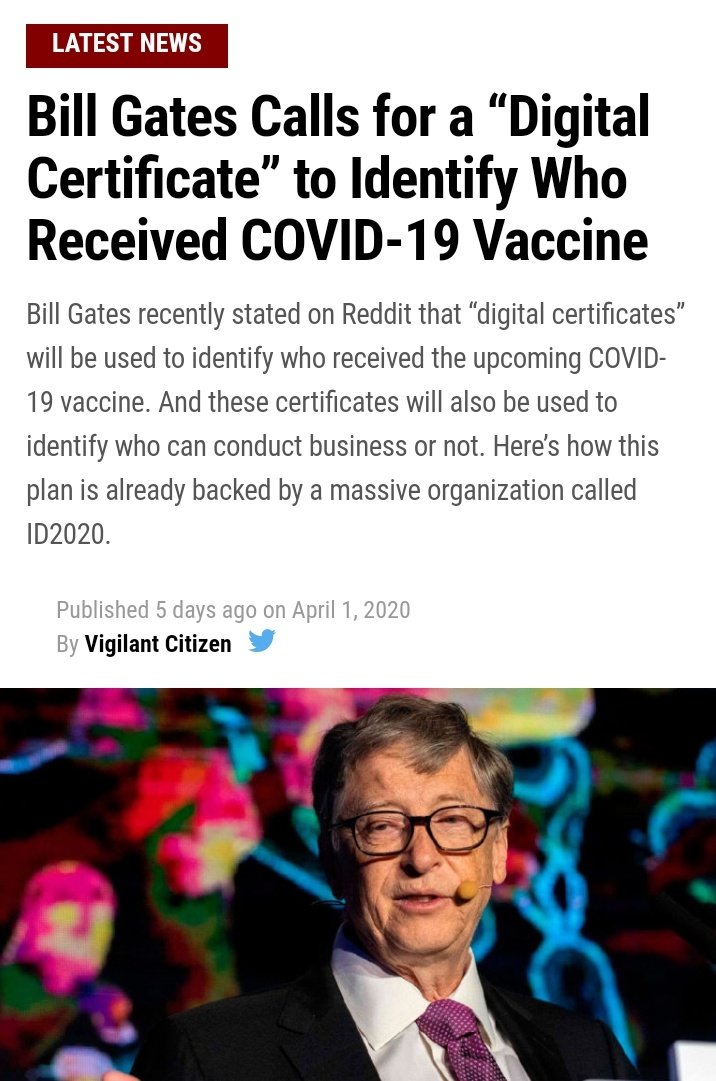 LATEST NEWS
Bill Gates Calls for a “Digital
Certificate” to Identify Who
Received COVID-19 Vaccine
Bill Gates recently stated on Reddit that “digital certificates”
will be used to identify who received the upcoming COVID-
19 vaccine. And these certificates will also be used to
identify who can conduct business or not. Here’s how this
plan is already backed by a massive organization called
ID2020.
Published 5 days ago on April 1, 2020
By Vigilant Citizen